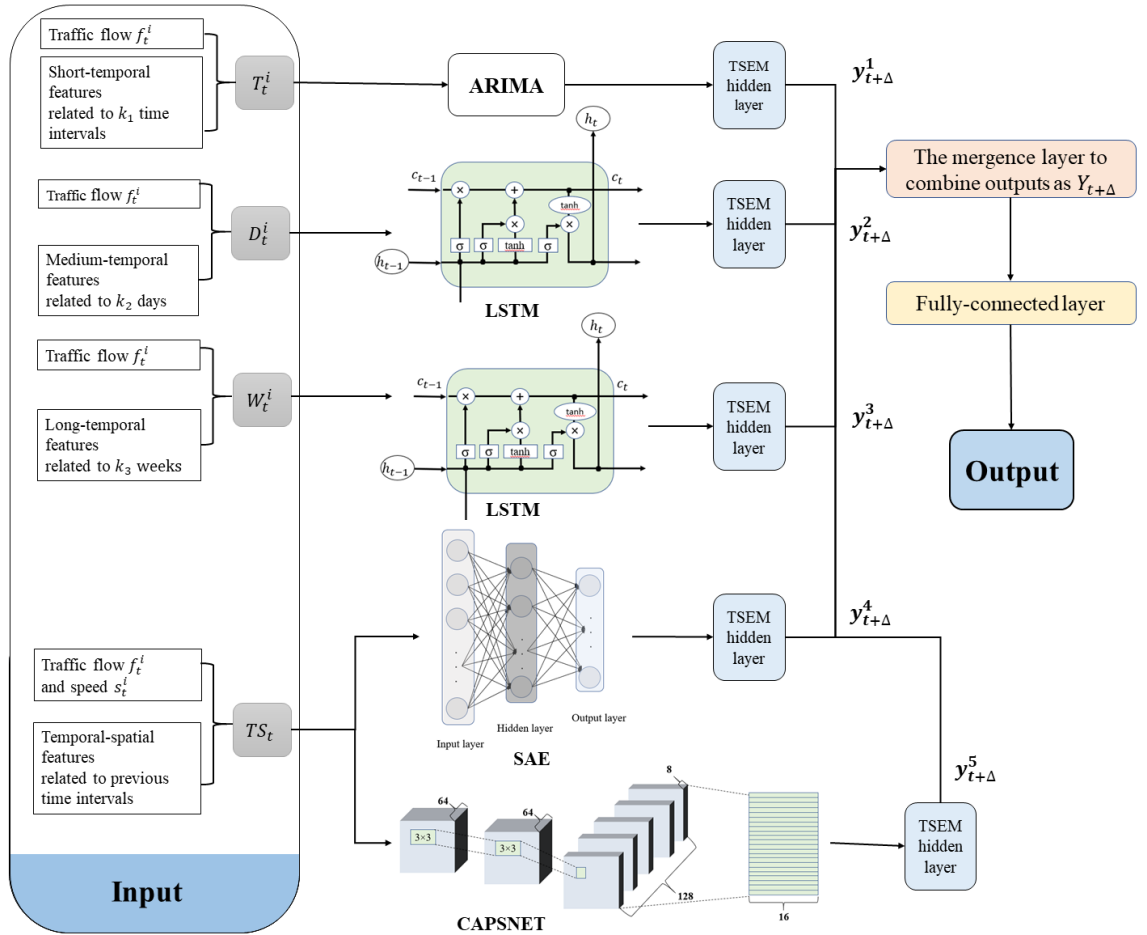 Traffic flow $f_t^i$
Short-temporal
features
related to $k_1$ time
intervals
$T_t^i$
ARIMA
TSEM
hidden
layer
$y_{t+\Delta}^1$
Traffic flow $f_t^i$
Medium-temporal
features
related to $k_2$ days
$D_t^i$
$h_t$
$c_{t-1}$
$c_t$
×
+
tanh
×
×
σ
σ
tanh
σ
$h_{t-1}$
LSTM
TSEM
hidden
layer
$y_{t+\Delta}^2$
Traffic flow $f_t^i$
Long-temporal
features
related to $k_3$ weeks
$W_t^i$
$h_t$
$c_{t-1}$
$c_t$
×
+
tanh
×
×
σ
σ
tanh
σ
$h_{t-1}$
LSTM
TSEM
hidden
layer
$y_{t+\Delta}^3$
Traffic flow $f_t^i$
and speed $s_t^i$
Temporal-spatial
features
related to previous
time intervals
$TS_t$
Input layer
Hidden layer
Output layer
SAE
TSEM
hidden
layer
$y_{t+\Delta}^4$
64
3×3
64
3×3
8
128
16
CAPSNET
TSEM
hidden
layer
$y_{t+\Delta}^5$
The mergence layer to
combine outputs as $Y_{t+\Delta}$
Fully-connected layer
Output
Input